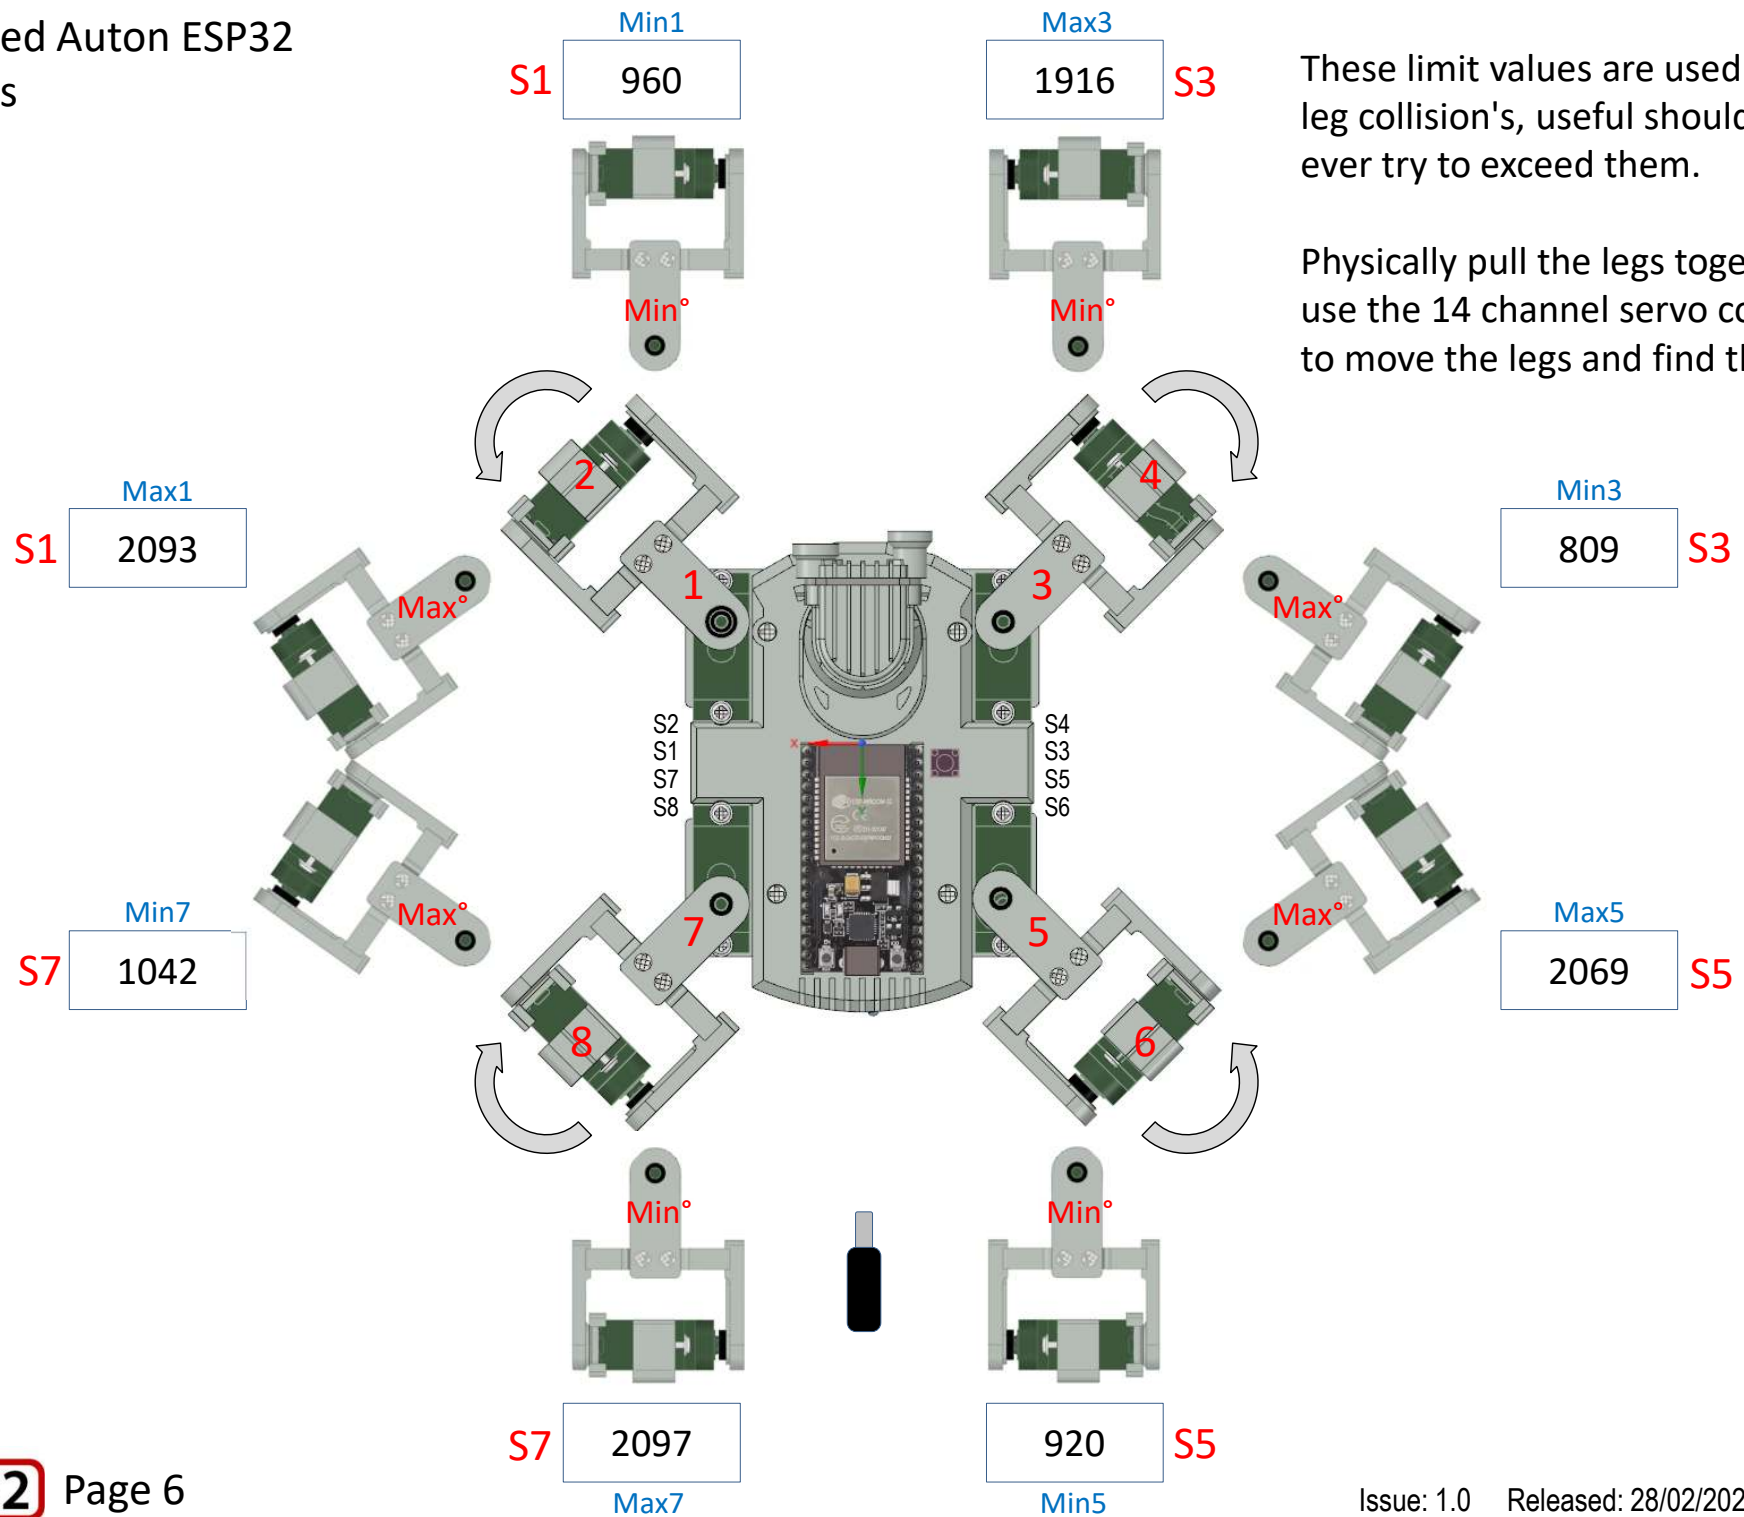 ed Auton ESP32
s
Min1
S1 960
Max3
1916 S3
These limit values are used
leg collision's, useful should
ever try to exceed them.
Physically pull the legs toge
use the 14 channel servo co
to move the legs and find th
Min°
Min°
2
4
Max1
S1 2093
Min3
809 S3
1
3
Max°
Max°
S2
S1
S7
S8
S4
S3
S5
S6
X
Y
Min7
S7 1042
Max5
2069 S5
Max°
Max°
7
5
8
6
Min°
Min°
S7 2097
Max7
920 S5
Min5
2 Page 6
Issue: 1.0 Released: 28/02/202